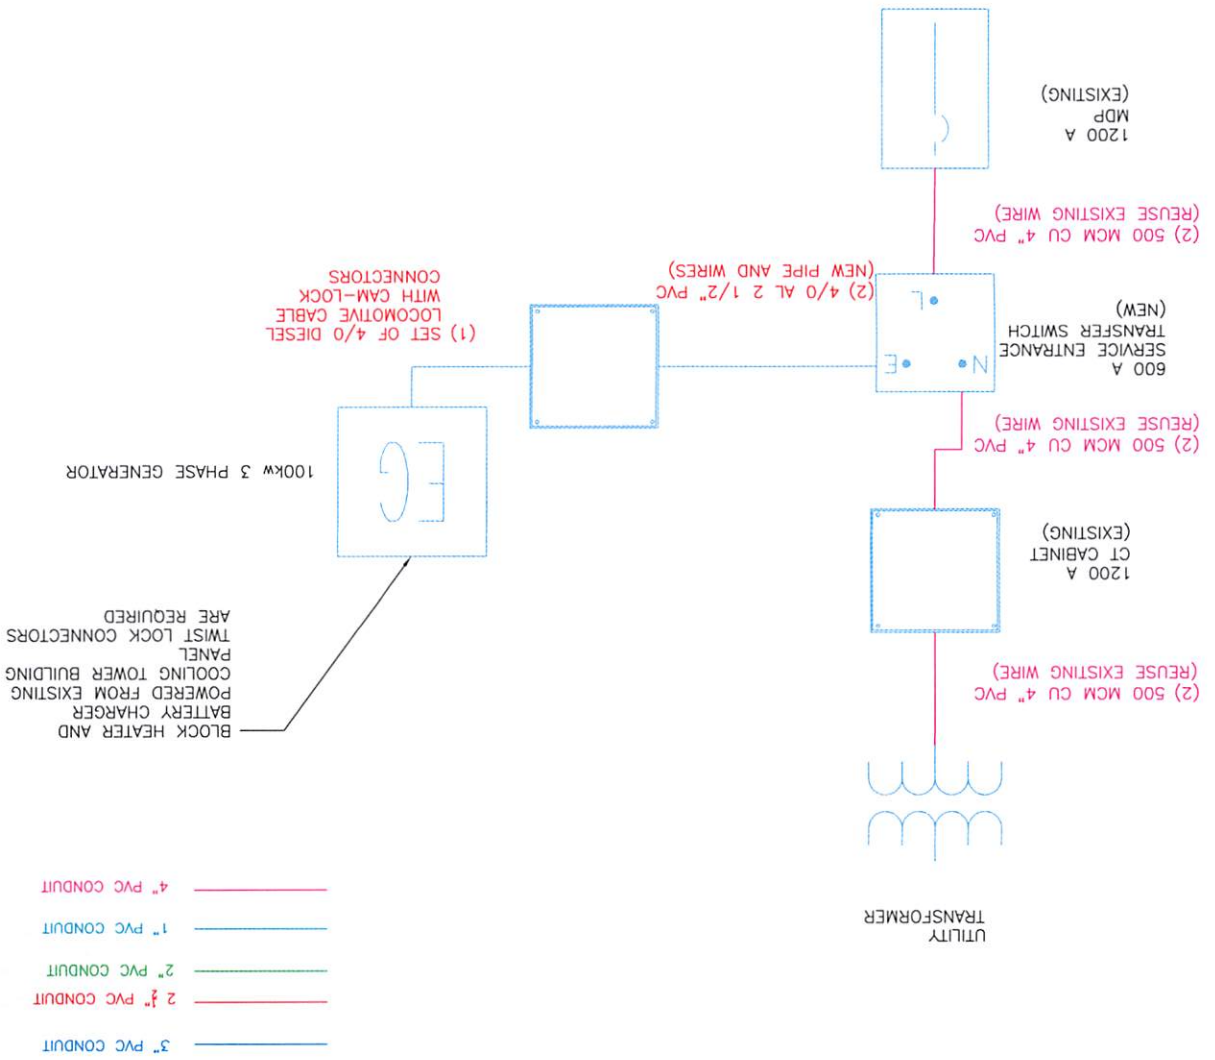 3" PVC CONDUIT
2 ½" PVC CONDUIT
2" PVC CONDUIT
1" PVC CONDUIT
4" PVC CONDUIT
UTILITY
TRANSFORMER
(2) 500 MCM CU 4" PVC
(REUSE EXISTING WIRE)
BLOCK HEATER AND
BATTERY CHARGER
POWERED FROM EXISTING
COOLING TOWER BUILDING
PANEL
TWIST LOCK CONNECTORS
ARE REQUIRED
1200 A
CT CABINET
(EXISTING)
EG
100kw 3 PHASE GENERATOR
(2) 500 MCM CU 4" PVC
(REUSE EXISTING WIRE)
600 A
SERVICE ENTRANCE
TRANSFER SWITCH
(NEW)
N
E
L
(2) 4/0 AL 2 1/2" PVC
(NEW PIPE AND WIRES)
(1) SET OF 4/0 DIESEL
LOCOMOTIVE CABLE
WITH CAM-LOCK
CONNECTORS
(2) 500 MCM CU 4" PVC
(REUSE EXISTING WIRE)
1200 A
MDP
(EXISTING)